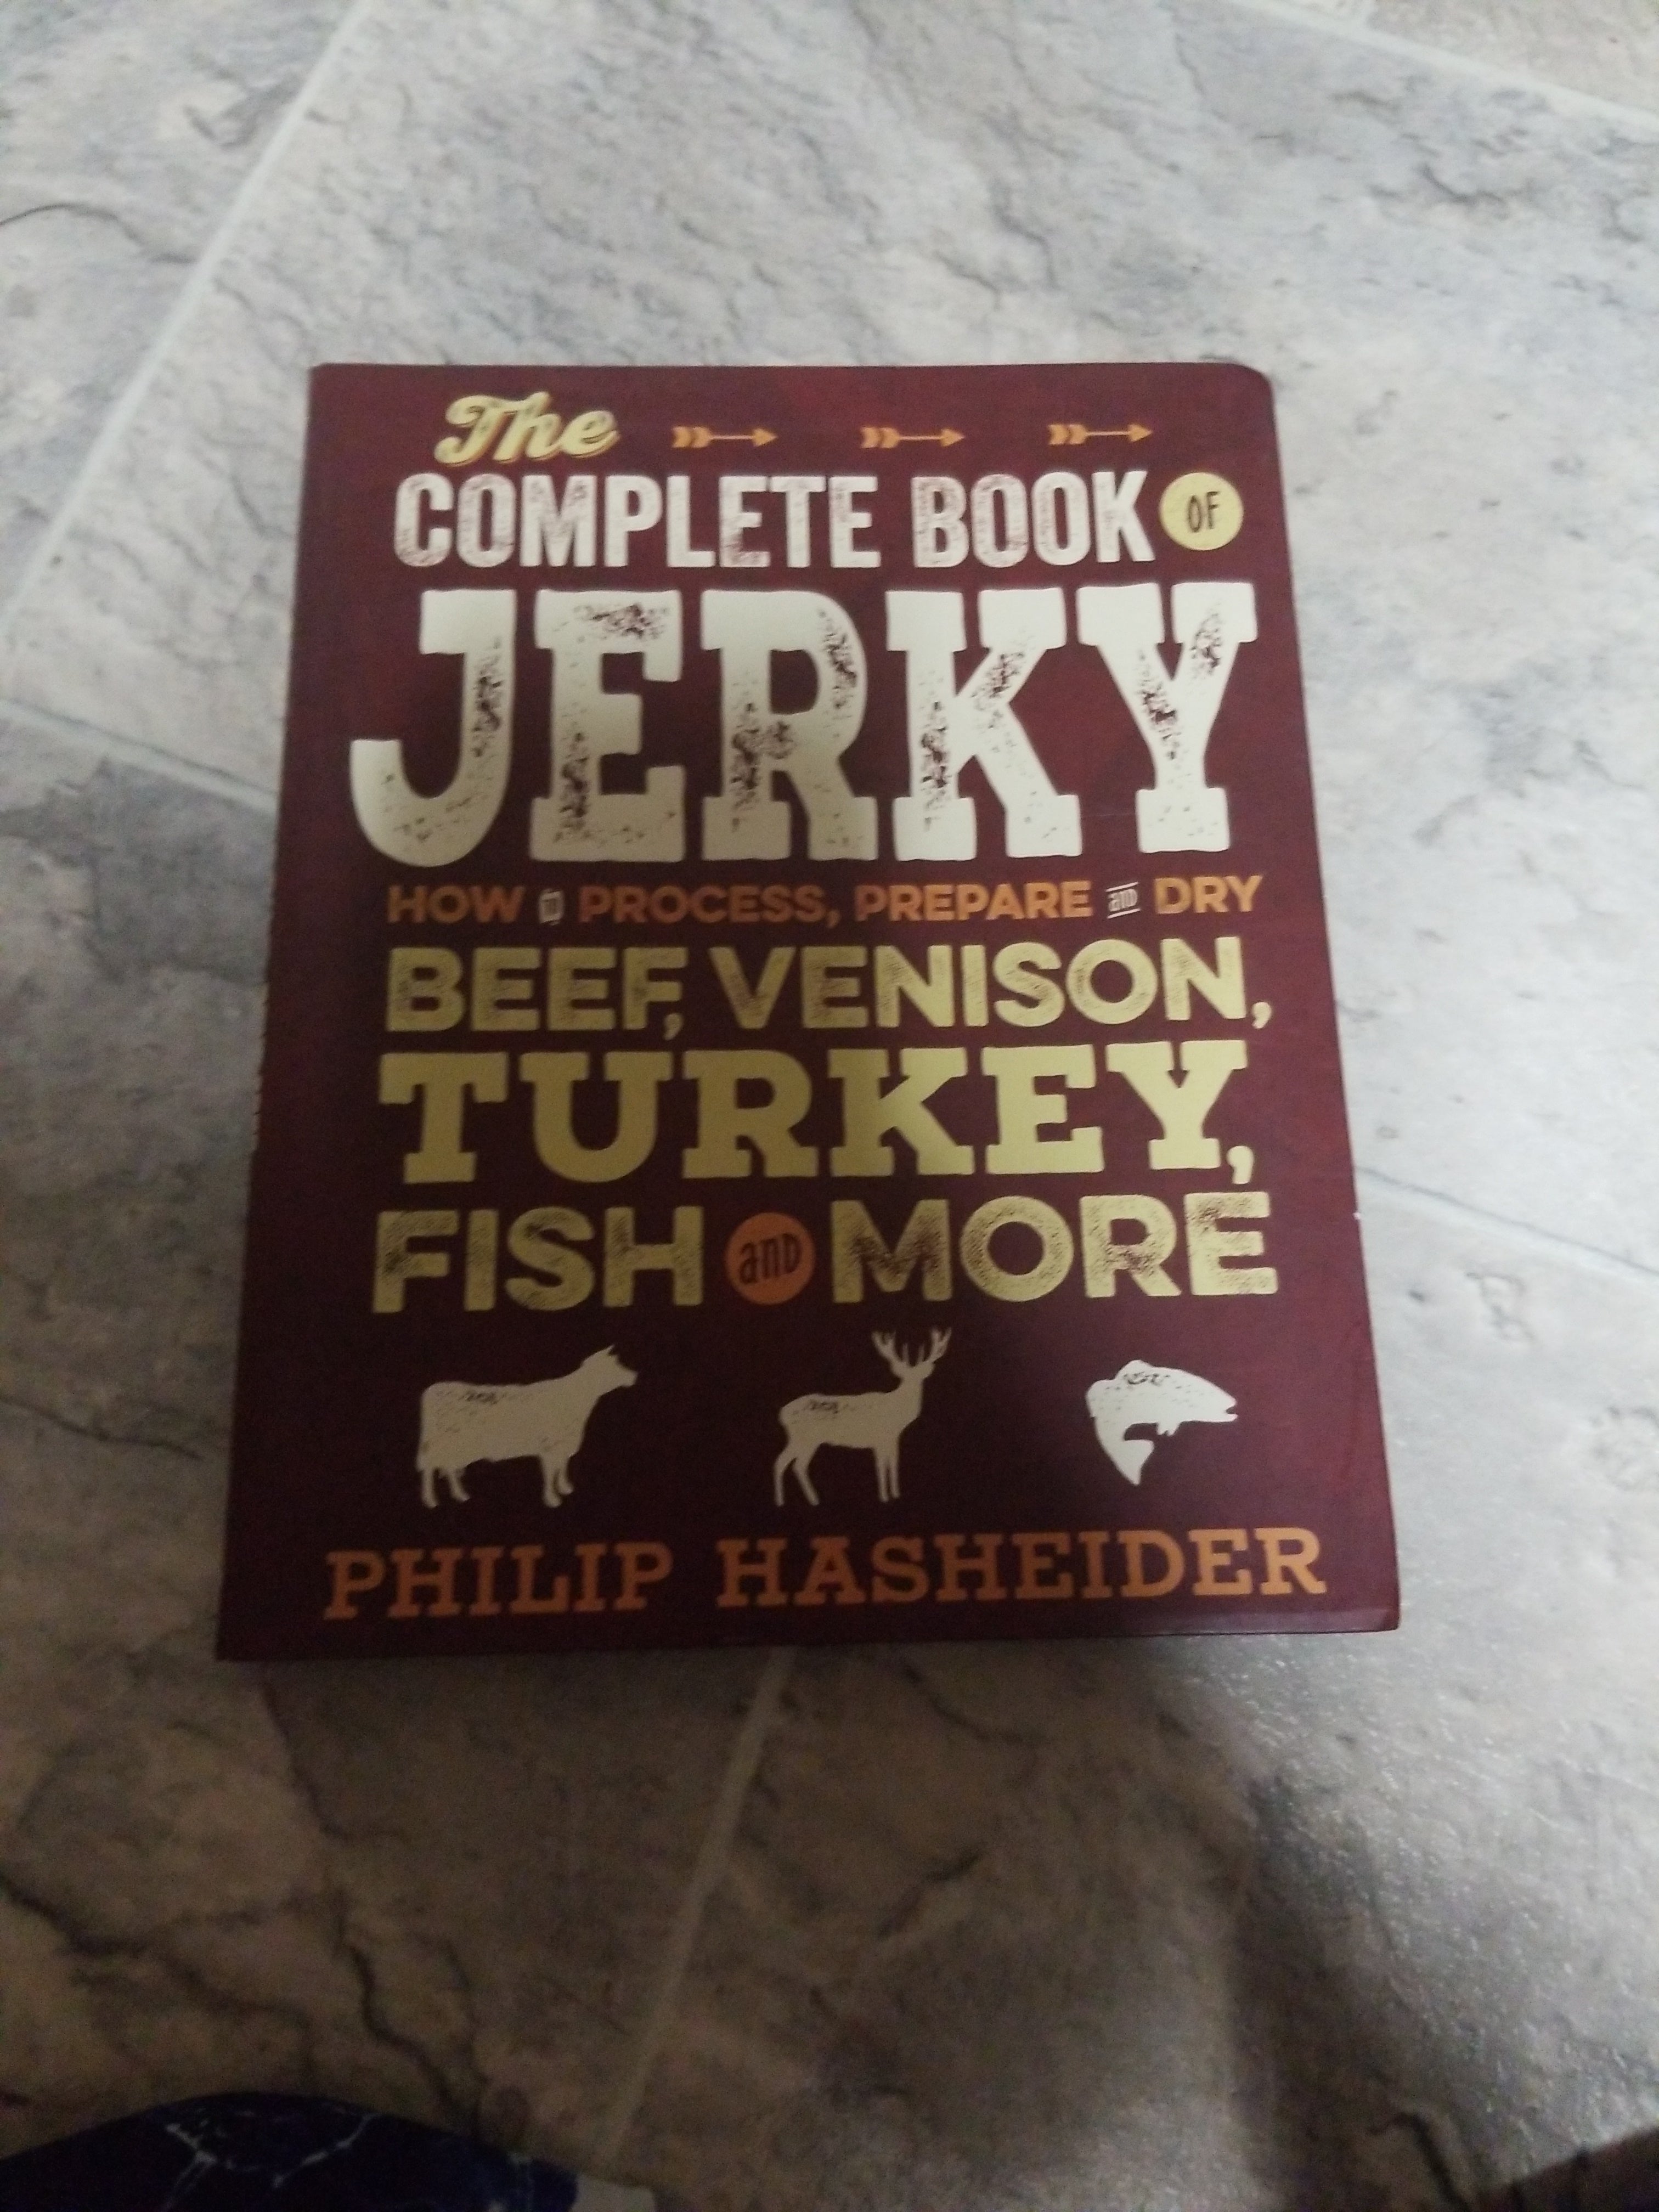 The
COMPLETE BOOK OF
JERKY
HOW to PROCESS, PREPARE and DRY
BEEF, VENISON,
TURKEY,
FISH and MORE
PHILIP HASHEIDER